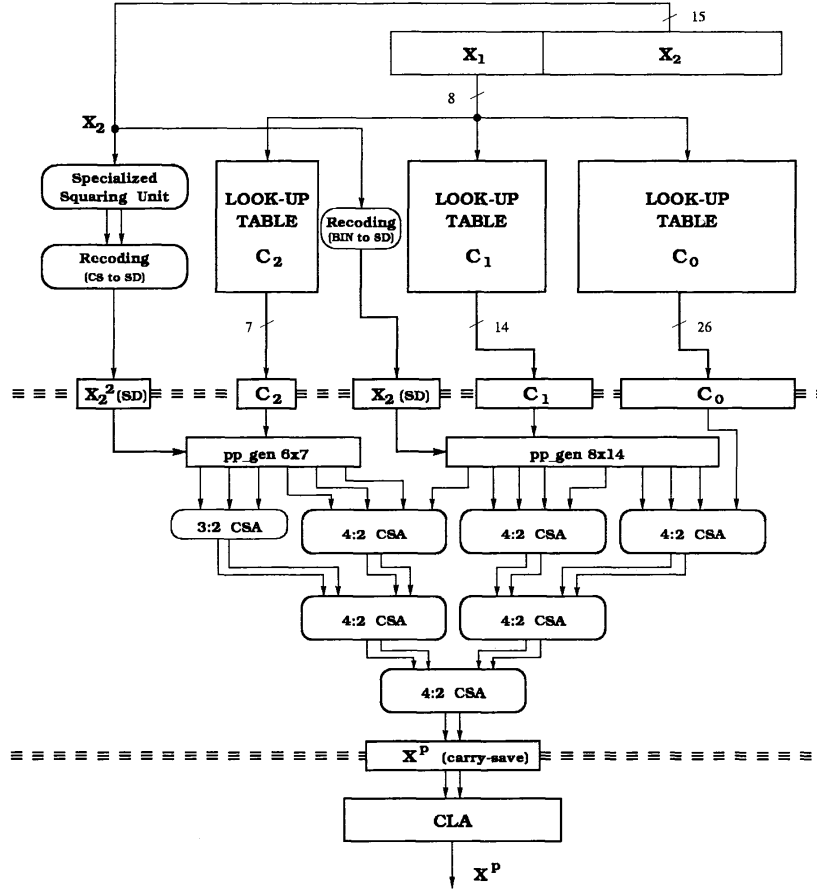 15
X₁ X₂
8
X₂
Specialized
Squaring Unit
LOOK-UP
TABLE
C₂
Recoding
(BIN to SD)
LOOK-UP
TABLE
C₁
LOOK-UP
TABLE
C₀
Recoding
(CS to SD)
7
14
26
X₂² (SD)
C₂
X₂ (SD)
C₁
C₀
pp_gen 6x7
pp_gen 8x14
3:2 CSA
4:2 CSA
4:2 CSA
4:2 CSA
4:2 CSA
4:2 CSA
4:2 CSA
Xᵖ (carry-save)
CLA
Xᵖ